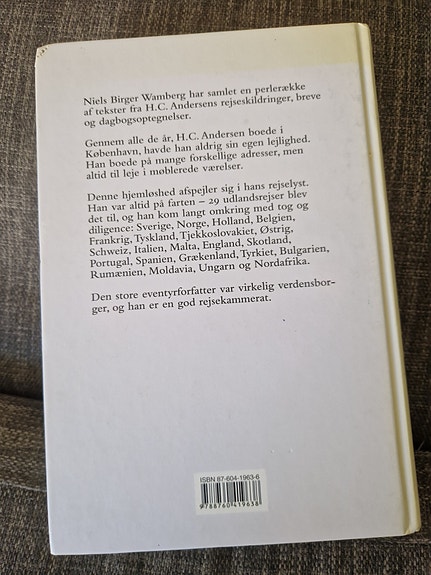 Niels Birger Wamberg har samlet en perlerække
af tekster fra H.C. Andersens rejseskildringer, breve
og dagbogsoptegnelser.
Gennem alle de år, H.C. Andersen boede i
København, havde han aldrig sin egen lejlighed.
Han boede på mange forskellige adresser, men
altid til leje i møblerede værelser.
Denne hjemløshed afspejler sig i hans rejselyst.
Han var altid på farten – 29 udlandsrejser blev
det til, og han kom langt omkring med tog og
diligence: Sverige, Norge, Holland, Belgien,
Frankrig, Tyskland, Tjekkoslovakiet, Østrig,
Schweiz, Italien, Malta, England, Skotland,
Portugal, Spanien, Grækenland, Tyrkiet, Bulgarien,
Rumænien, Moldavia, Ungarn og Nordafrika.
Den store eventyrforfatter var virkelig verdensbor-
ger, og han er en god rejsekammerat.
ISBN 87-604-1963-6
9788760419638